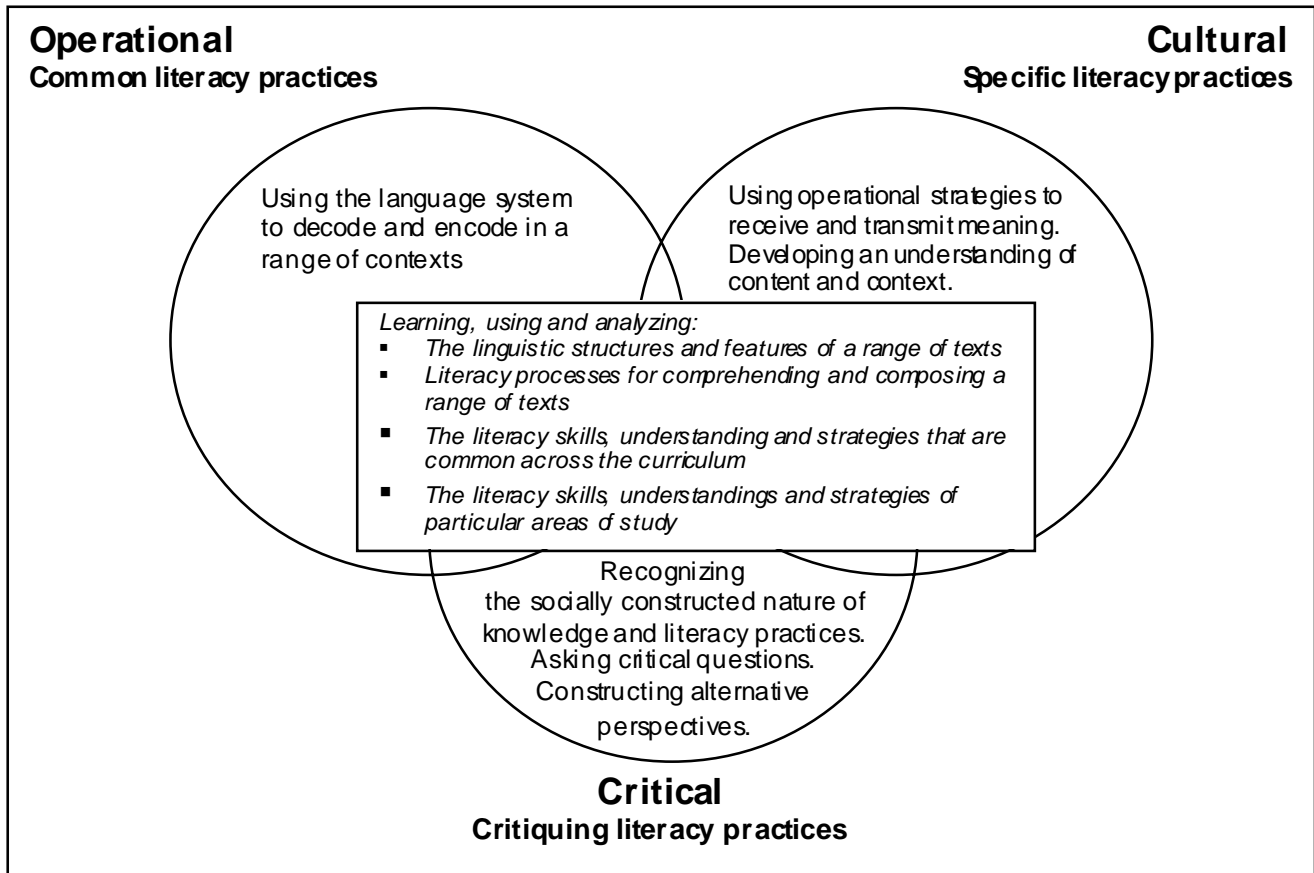 Operational
Common literacy practices
Cultural
Specific literacy practices
Using the language system
to decode and encode in a
range of contexts
Using operational strategies to
receive and transmit meaning.
Developing an understanding of
content and context.
Learning, using and analyzing:
▪ The linguistic structures and features of a range of texts
▪ Literacy processes for comprehending and composing a
range of texts
▪ The literacy skills, understanding and strategies that are
common across the curriculum
▪ The literacy skills, understandings and strategies of
particular areas of study
Recognizing
the socially constructed nature of
knowledge and literacy practices.
Asking critical questions.
Constructing alternative
perspectives.
Critical
Critiquing literacy practices